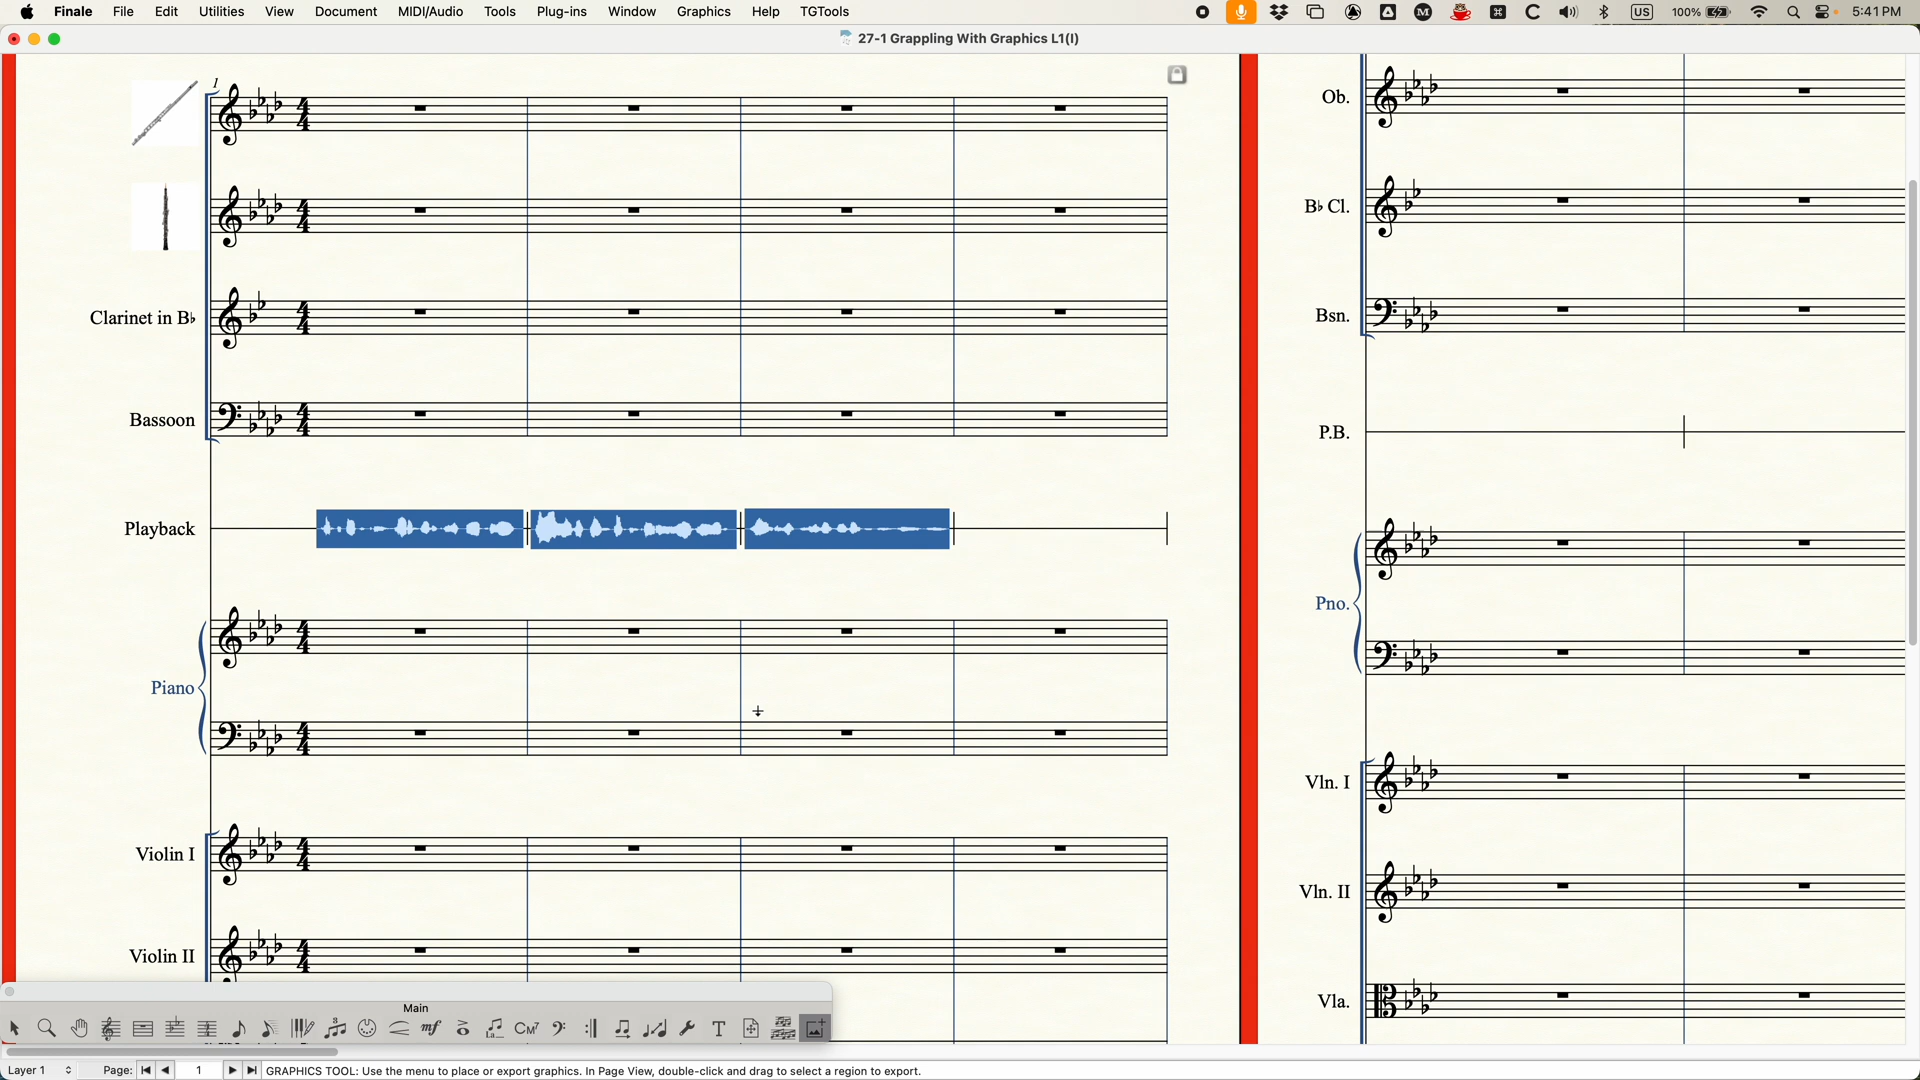 Finale File Edit Utilities View Document MIDI/Audio Tools Plug-ins Window Graphics Help TGTools US 100% 5:41 PM
27-1 Grappling With Graphics L1(I)
1
Ob.
B♭ Cl.
Clarinet in B♭
Bsn.
Bassoon
P.B.
Playback
Pno.
Piano
Vln. I
Violin I
Vln. II
Violin II
Vla.
Main
mf CM7 T
Layer 1 Page: 1 GRAPHICS TOOL: Use the menu to place or export graphics. In Page View, double-click and drag to select a region to export.